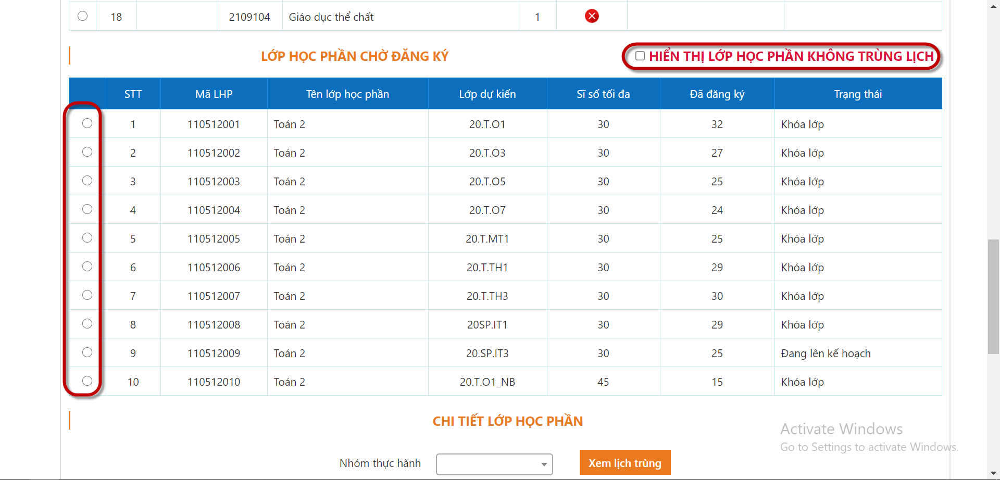 18 2109104 Giáo dục thể chất 1
LỚP HỌC PHẦN CHỜ ĐĂNG KÝ HIỂN THỊ LỚP HỌC PHẦN KHÔNG TRÙNG LỊCH
STT Mã LHP Tên lớp học phần Lớp dự kiến Sĩ số tối đa Đã đăng ký Trạng thái
1 110512001 Toán 2 20.T.O1 30 32 Khóa lớp
2 110512002 Toán 2 20.T.O3 30 27 Khóa lớp
3 110512003 Toán 2 20.T.O5 30 25 Khóa lớp
4 110512004 Toán 2 20.T.O7 30 24 Khóa lớp
5 110512005 Toán 2 20.T.MT1 30 25 Khóa lớp
6 110512006 Toán 2 20.T.TH1 30 29 Khóa lớp
7 110512007 Toán 2 20.T.TH3 30 30 Khóa lớp
8 110512008 Toán 2 20SP.IT1 30 29 Khóa lớp
9 110512009 Toán 2 20.SP.IT3 30 25 Đang lên kế hoạch
10 110512010 Toán 2 20.T.O1_NB 45 15 Khóa lớp
CHI TIẾT LỚP HỌC PHẦN
Activate Windows
Go to Settings to activate Windows.
Nhóm thực hành Xem lịch trùng